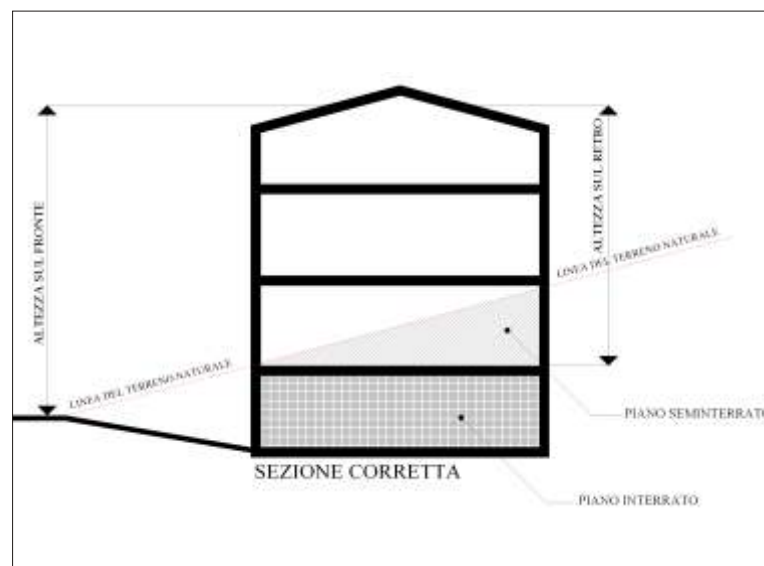 ALTEZZA SUL FRONTE
ALTEZZA SUL RETRO
LINEA DEL TERRENO NATURALE
LINEA DEL TERRENO NATURALE
PIANO SEMINTERRATO
SEZIONE CORRETTA
PIANO INTERRATO